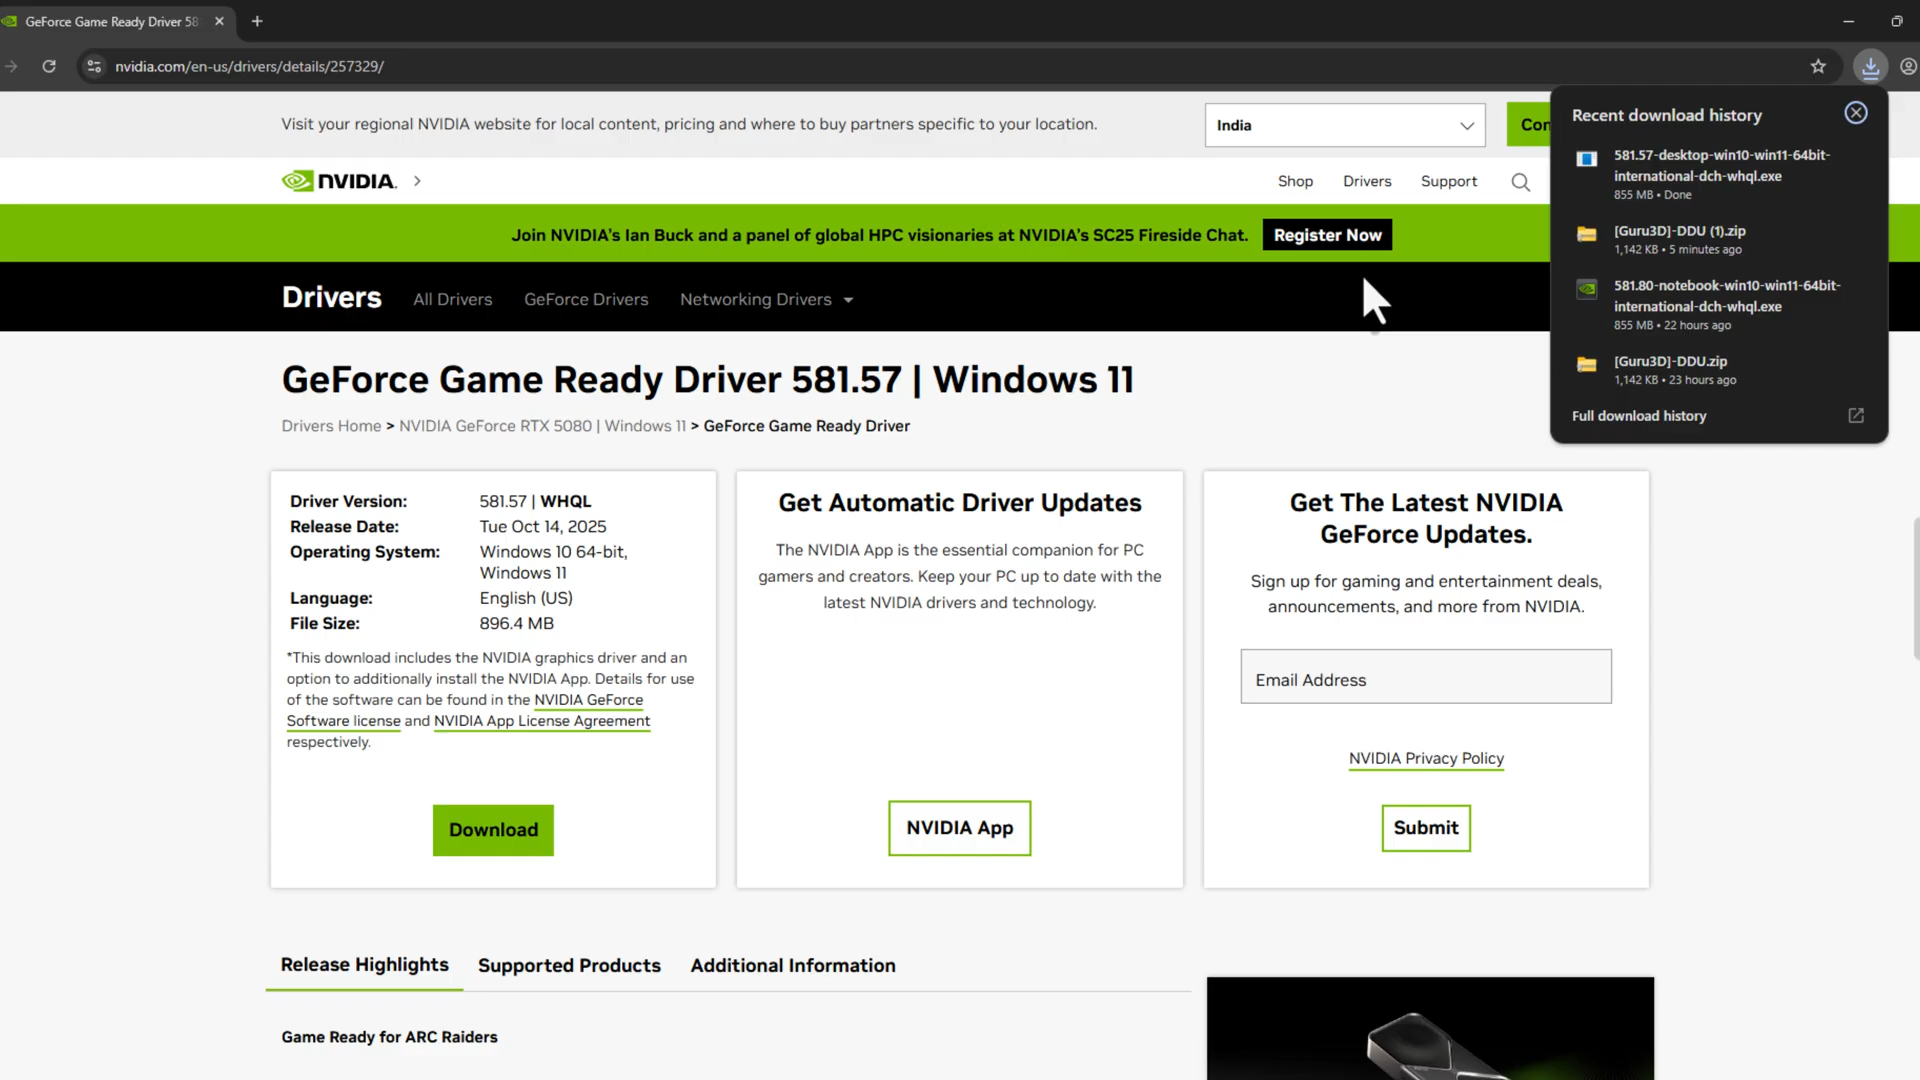 GeForce Game Ready Driver 58
nvidia.com/en-us/drivers/details/257329/
Visit your regional NVIDIA website for local content, pricing and where to buy partners specific to your location.
India
Con
Recent download history
581.57-desktop-win10-win11-64bit-
international-dch-whql.exe
855 MB • Done
[Guru3D]-DDU (1).zip
1,142 KB • 5 minutes ago
581.80-notebook-win10-win11-64bit-
international-dch-whql.exe
855 MB • 22 hours ago
[Guru3D]-DDU.zip
1,142 KB • 23 hours ago
Full download history
NVIDIA.
Shop
Drivers
Support
Join NVIDIA's Ian Buck and a panel of global HPC visionaries at NVIDIA's SC25 Fireside Chat.
Register Now
Drivers
All Drivers
GeForce Drivers
Networking Drivers
GeForce Game Ready Driver 581.57 | Windows 11
Drivers Home > NVIDIA GeForce RTX 5080 | Windows 11 > GeForce Game Ready Driver
Driver Version: 581.57 | WHQL
Release Date: Tue Oct 14, 2025
Operating System: Windows 10 64-bit,
Windows 11
Language: English (US)
File Size: 896.4 MB
*This download includes the NVIDIA graphics driver and an
option to additionally install the NVIDIA App. Details for use
of the software can be found in the NVIDIA GeForce
Software license and NVIDIA App License Agreement
respectively.
Download
Get Automatic Driver Updates
The NVIDIA App is the essential companion for PC
gamers and creators. Keep your PC up to date with the
latest NVIDIA drivers and technology.
NVIDIA App
Get The Latest NVIDIA
GeForce Updates.
Sign up for gaming and entertainment deals,
announcements, and more from NVIDIA.
Email Address
NVIDIA Privacy Policy
Submit
Release Highlights
Supported Products
Additional Information
Game Ready for ARC Raiders